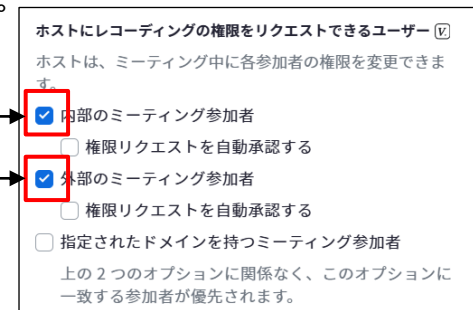 。
ホストにレコーディングの権限をリクエストできるユーザー V
ホストは、ミーティング中に各参加者の権限を変更できま
す。
内部のミーティング参加者
権限リクエストを自動承認する
外部のミーティング参加者
権限リクエストを自動承認する
指定されたドメインを持つミーティング参加者
上の 2 つのオプションに関係なく、このオプションに
一致する参加者が優先されます。